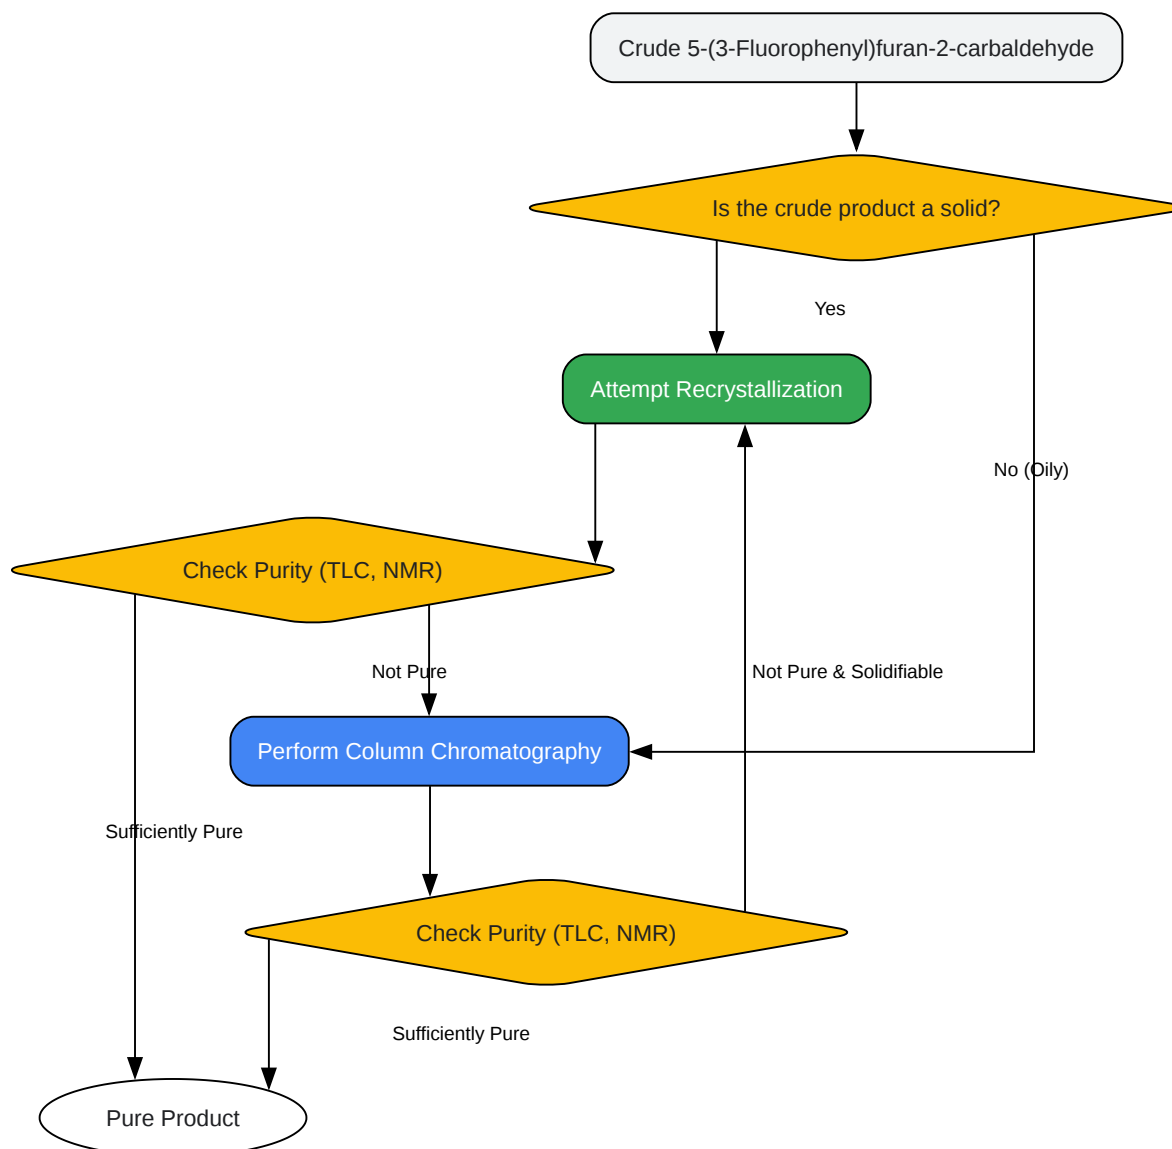 Crude 5-(3-Fluorophenyl)furan-2-carbaldehyde
Is the crude product a solid?
Yes
Attempt Recrystallization
No (Oily)
Check Purity (TLC, NMR)
Not Pure
Not Pure & Solidifiable
Perform Column Chromatography
Sufficiently Pure
Check Purity (TLC, NMR)
Sufficiently Pure
Pure Product